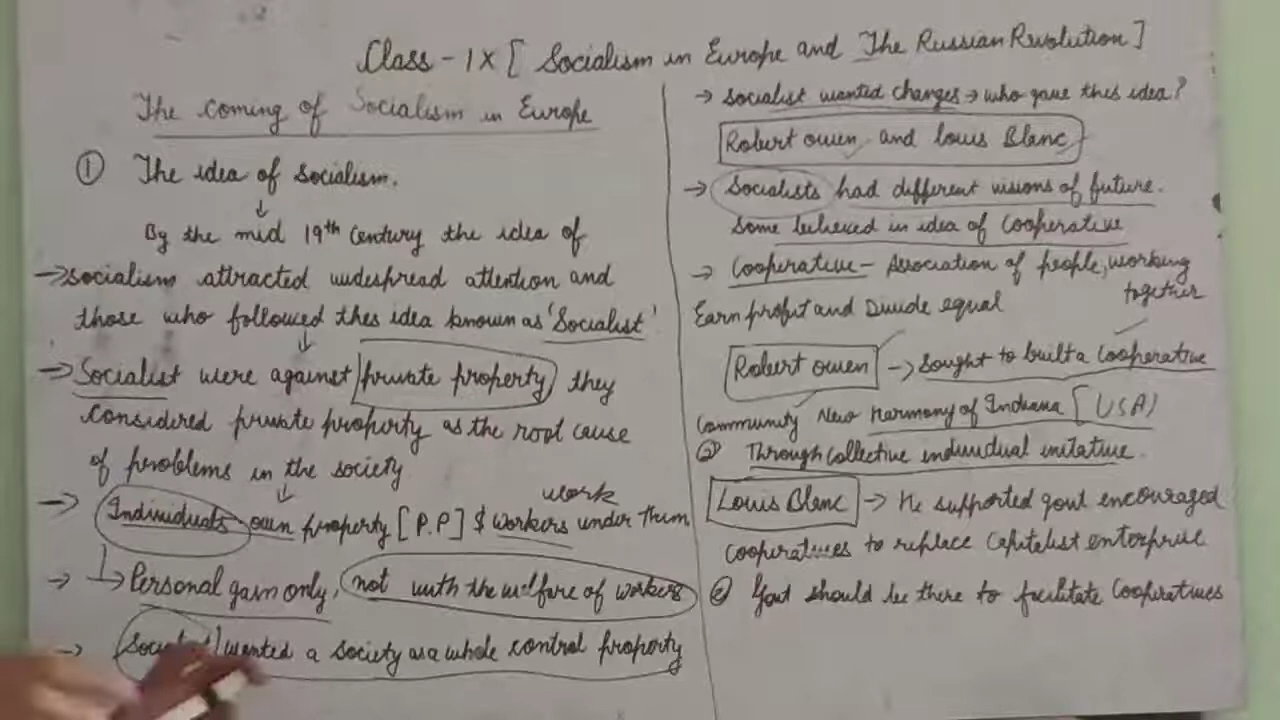 Class - IX [ Socialism in Europe and The Russian Revolution ]
The coming of Socialism in Europe
① The idea of Socialism.
↓
By the mid 19th Century the idea of
→ socialism attracted widespread attention and
those who followed thes idea known as 'Socialist'
↓
→ Socialist were against private property they
considered private property as the root cause
of problems in the society
↓
work
→ Individuals own property [P.P] $ workers under them
→ ↳ Personal gain only, not with the welfare of workers
→ wanted a society as a whole control property
→ Socialist wanted changes → who gave this idea?
Robert owen and Louis Blanc
→ Socialists had different visions of future.
Some believed in idea of Cooperative
→ Cooperative - Association of people, working
together
Earn profit and Divide equal
Robert owen → Sought to built a Cooperative
Community New Harmony of Indiana [USA)
Through Collective individual initative.
Louis Blanc → He supported govt encouraged
Cooperatives to replace Capitalist enterprise
Govt should be there to facilitate Cooperatives